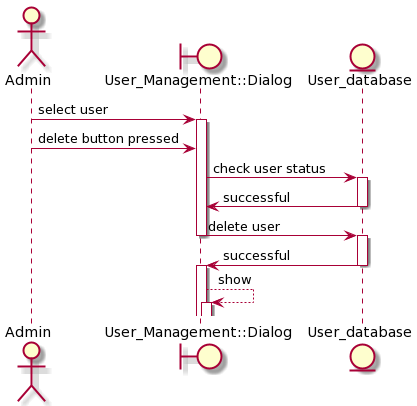 Admin
User_Management::Dialog
User_database
select user
delete button pressed
check user status
successful
delete user
successful
show
Admin
User_Management::Dialog
User_database